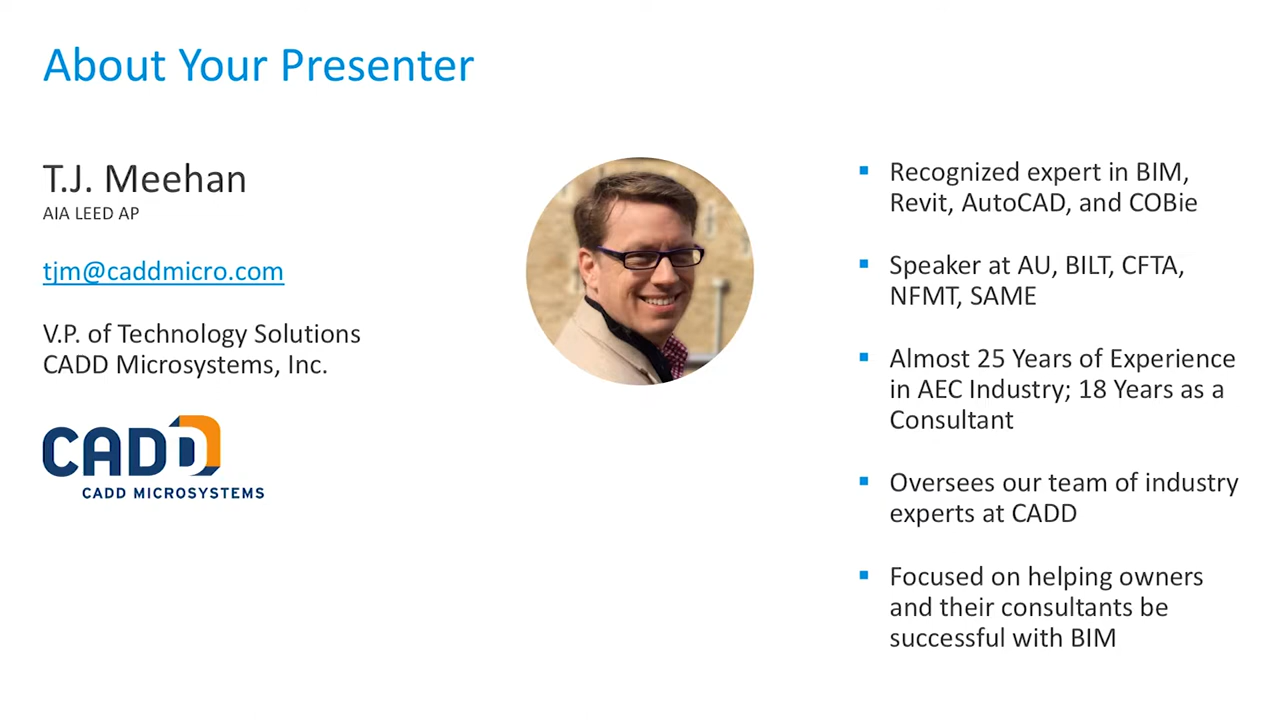 About Your Presenter
T.J. Meehan
AIA LEED AP
tjm@caddmicro.com
V.P. of Technology Solutions
CADD Microsystems, Inc.
CADD
CADD MICROSYSTEMS
Recognized expert in BIM,
Revit, AutoCAD, and COBie
Speaker at AU, BILT, CFTA,
NFMT, SAME
Almost 25 Years of Experience
in AEC Industry; 18 Years as a
Consultant
Oversees our team of industry
experts at CADD
Focused on helping owners
and their consultants be
successful with BIM